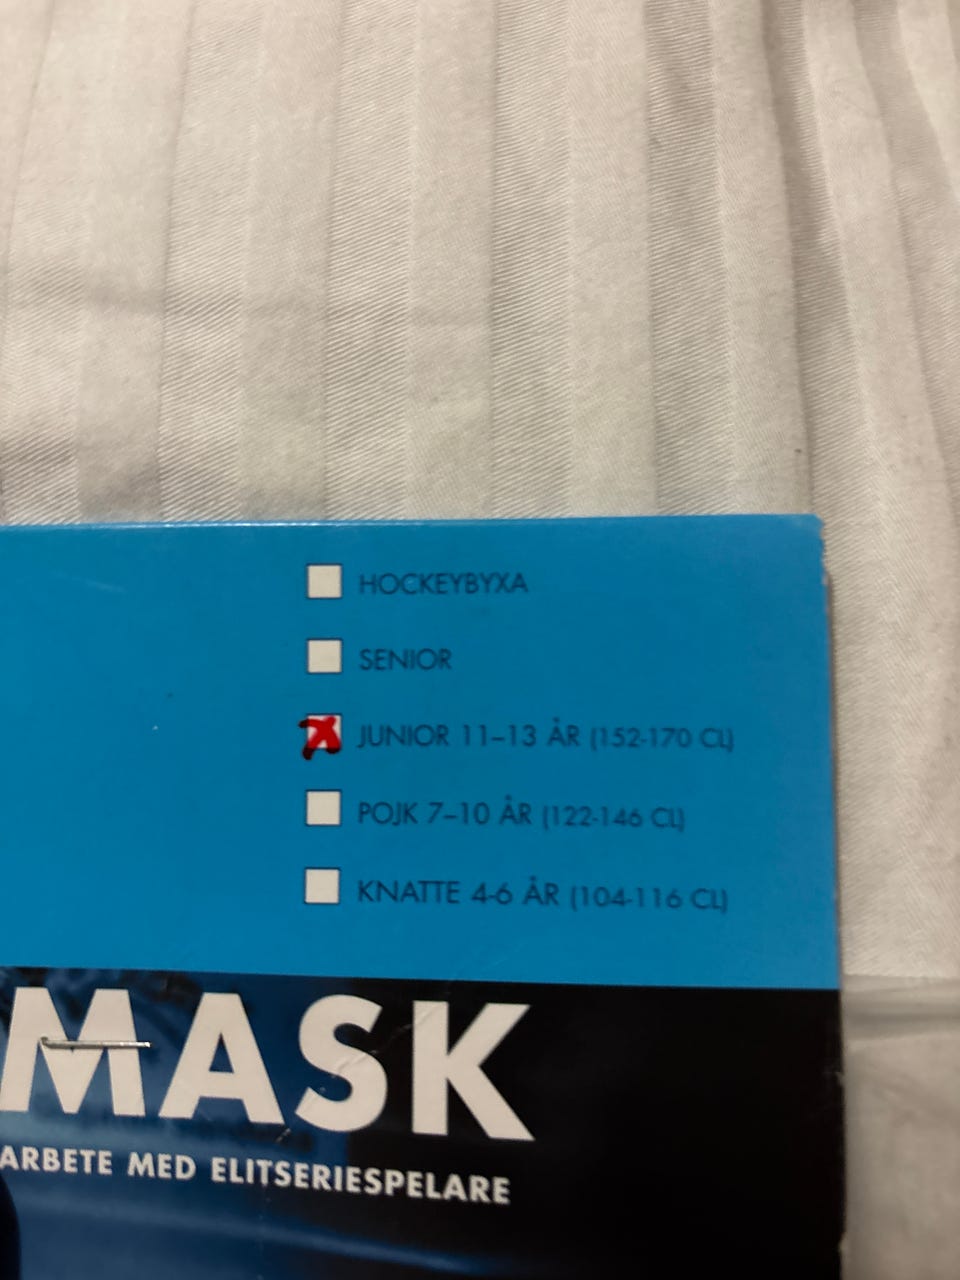 HOCKEYBYXA
SENIOR
JUNIOR 11–13 ÅR (152-170 CL)
POJK 7–10 ÅR (122-146 CL)
KNATTE 4-6 ÅR (104-116 CL)
MASK
ARBETE MED ELITSERIESPELARE